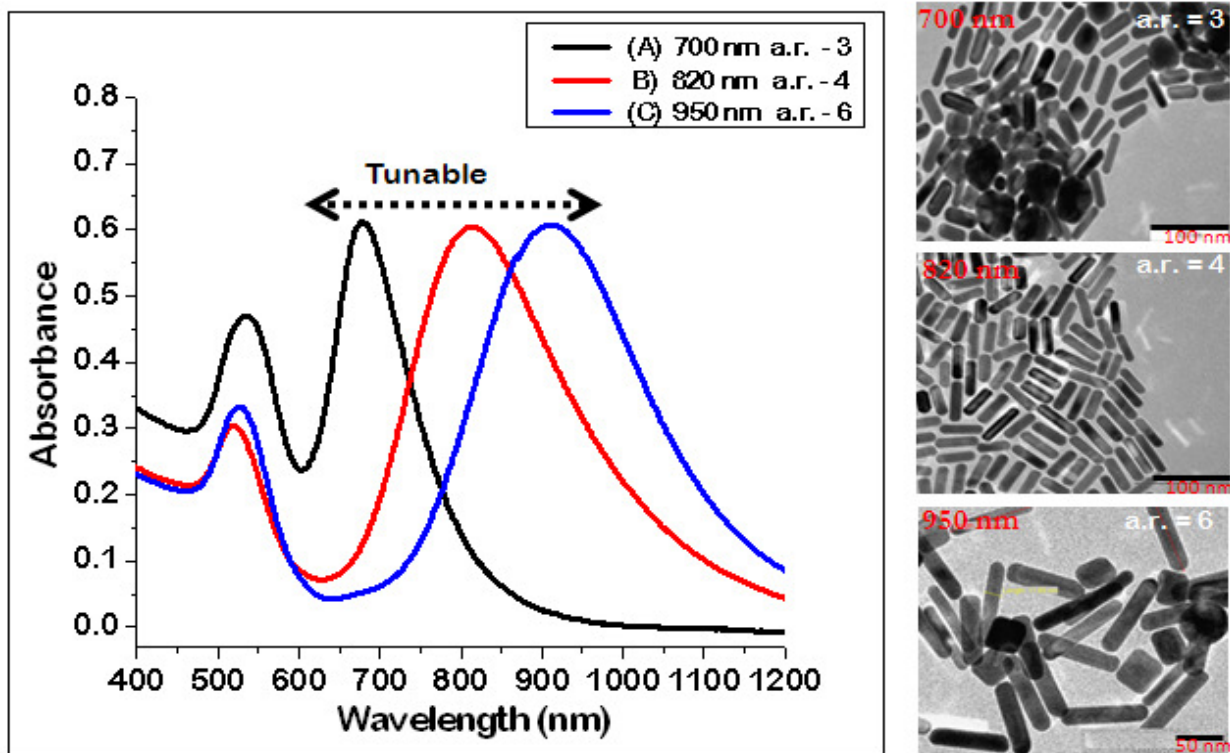 (A) 700 nm a.r. - 3
B) 820 nm a.r. - 4
(C) 950 nm a.r. - 6
Tunable
Absorbance
0.8
0.7
0.6
0.5
0.4
0.3
0.2
0.1
0.0
400 500 600 700 800 900 1000 1100 1200
Wavelength (nm)
700 nm a.r. = 3
100 nm
820 nm a.r. = 4
100 nm
950 nm a.r. = 6
50 nm